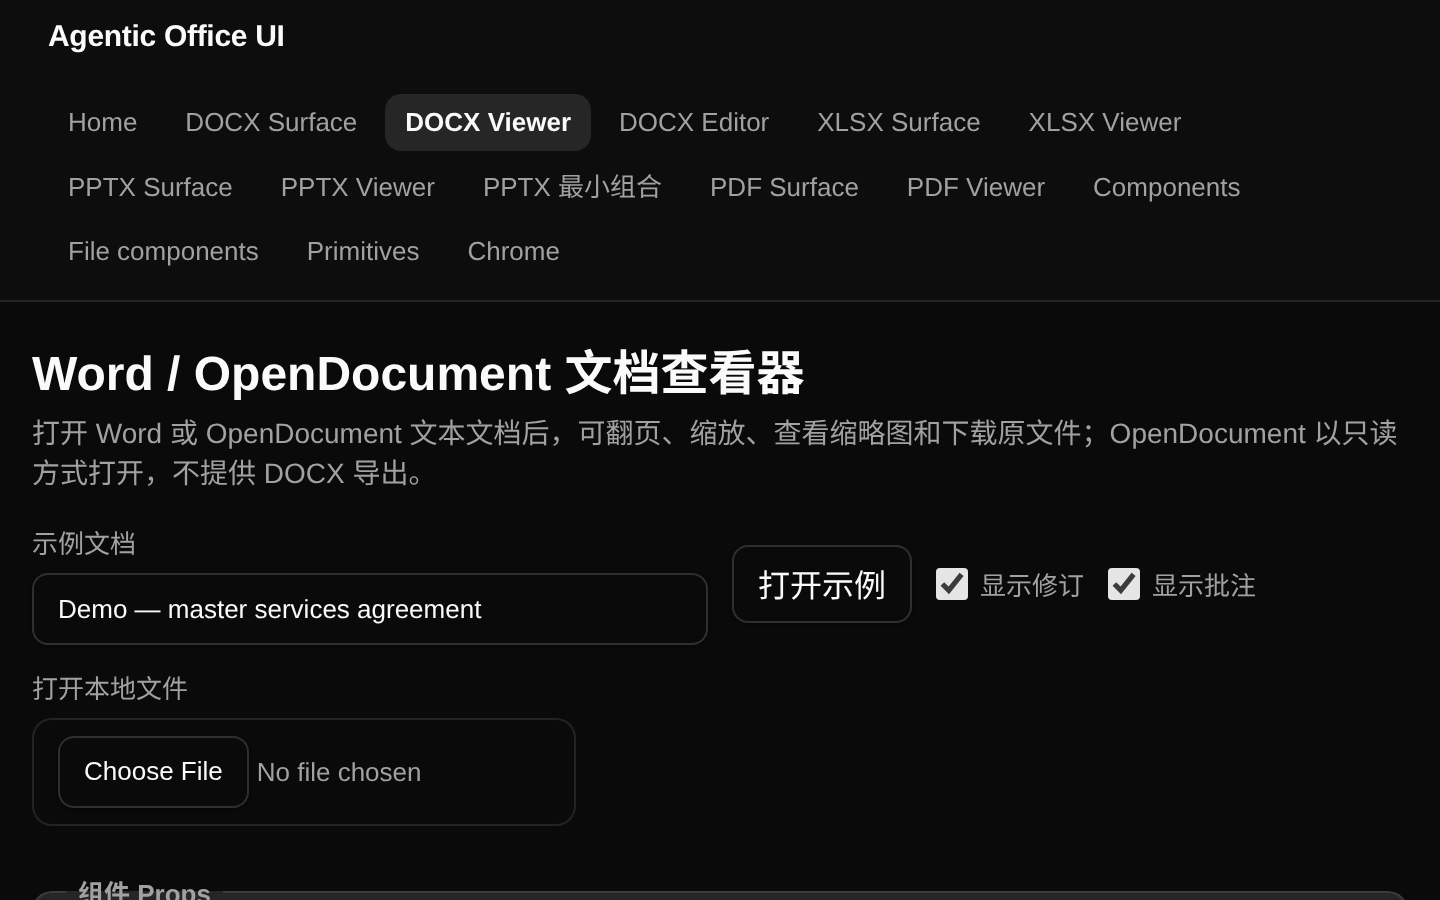 Agentic Office UI
Home DOCX Surface DOCX Viewer DOCX Editor XLSX Surface XLSX Viewer
PPTX Surface PPTX Viewer PPTX 最小组合 PDF Surface PDF Viewer Components
File components Primitives Chrome
Word / OpenDocument 文档查看器
打开 Word 或 OpenDocument 文本文档后，可翻页、缩放、查看缩略图和下载原文件；OpenDocument 以只读
方式打开，不提供 DOCX 导出。
示例文档
Demo — master services agreement 打开示例 显示修订 显示批注
打开本地文件
Choose File No file chosen
组件 Props